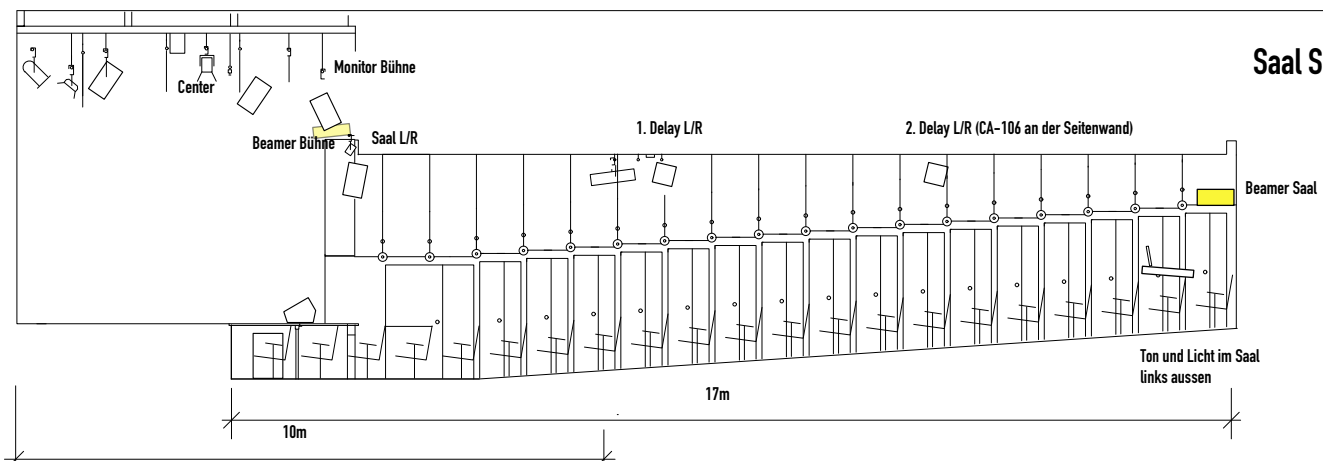 Saal S
Monitor Bühne
Center
Beamer Bühne
Saal L/R
1. Delay L/R
2. Delay L/R (CA-106 an der Seitenwand)
Beamer Saal
Ton und Licht im Saal
links aussen
17m
10m